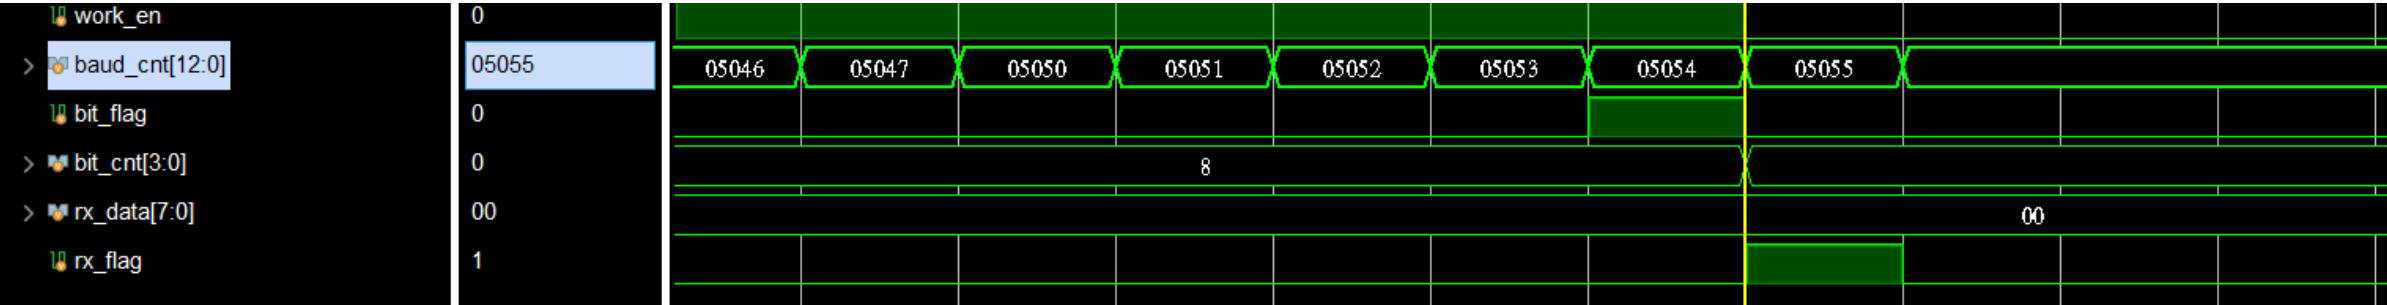 work_en 0
baud_cnt[12:0] 05055 05046 05047 05050 05051 05052 05053 05054 05055
bit_flag 0
bit_cnt[3:0] 0 8
rx_data[7:0] 00 00
rx_flag 1